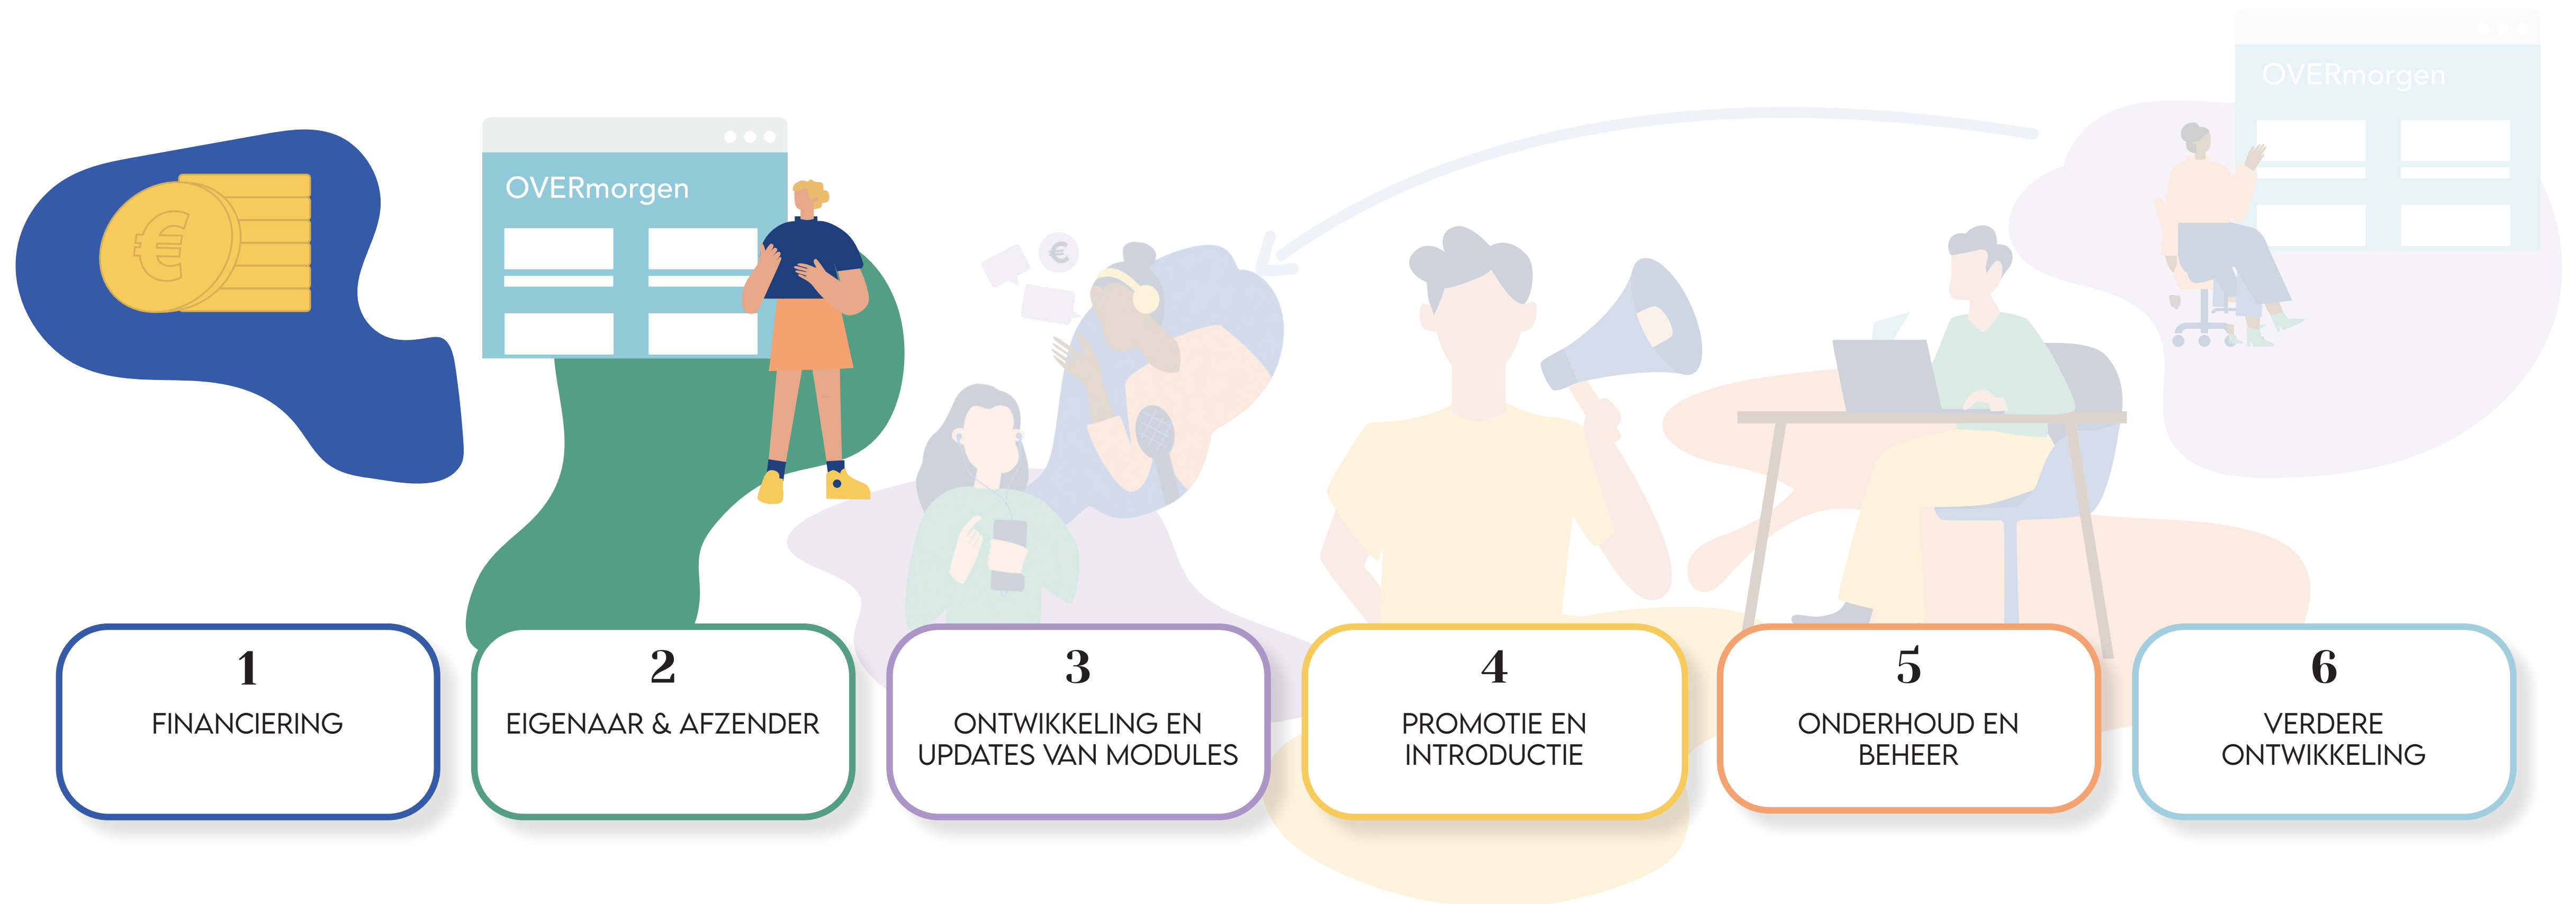 OVERmorgen
OVERmorgen
€
€
1
FINANCIERING
2
EIGENAAR & AFZENDER
3
ONTWIKKELING EN
UPDATES VAN MODULES
4
PROMOTIE EN
INTRODUCTIE
5
ONDERHOUD EN
BEHEER
6
VERDERE
ONTWIKKELING